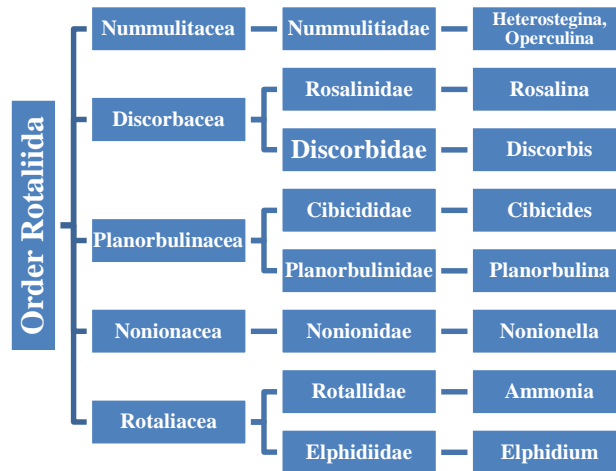 Order Rotaliida
Nummulitacea
Nummulitiadae
Heterostegina,
Operculina
Discorbacea
Rosalinidae
Rosalina
Discorbidae
Discorbis
Planorbulinacea
Cibicididae
Cibicides
Planorbulinidae
Planorbulina
Nonionacea
Nonionidae
Nonionella
Rotaliacea
Rotallidae
Ammonia
Elphidiidae
Elphidium